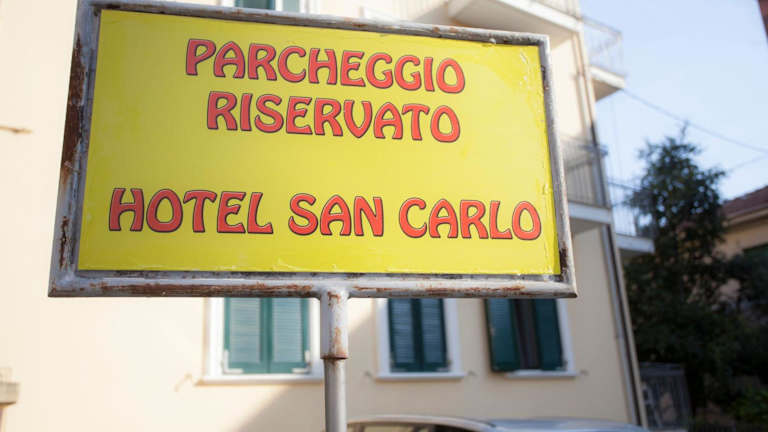 PARCHEGGIO
RISERVATO
HOTEL SAN CARLO